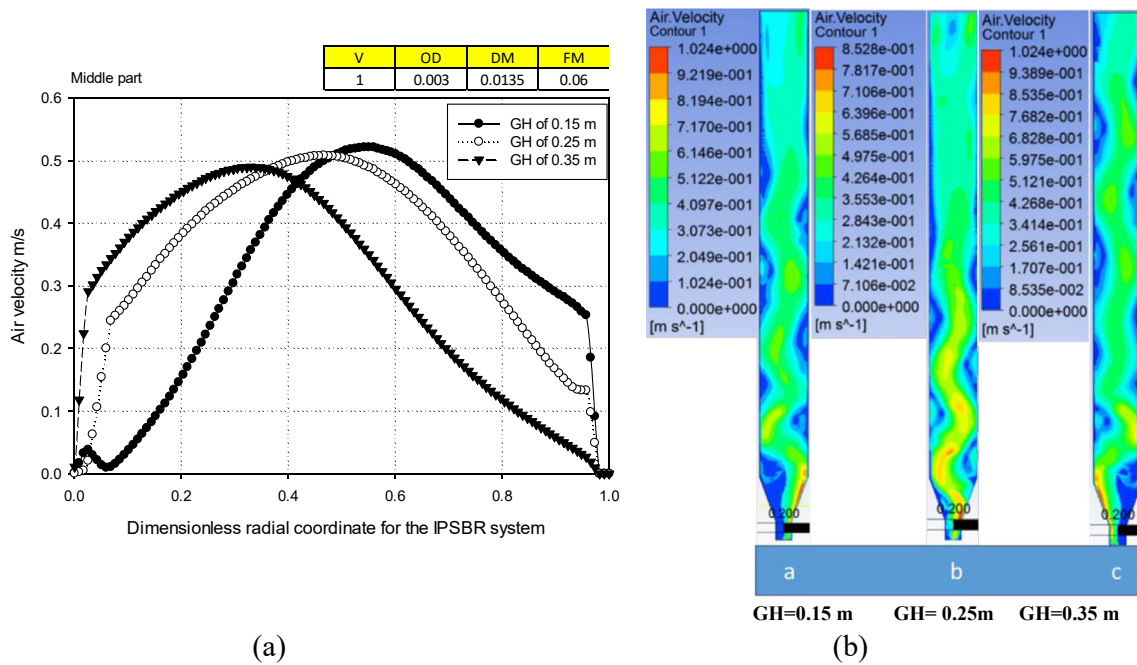 V OD DM FM
1 0.003 0.0135 0.06
Middle part
GH of 0.15 m
GH of 0.25 m
GH of 0.35 m
Air velocity m/s
0.6
0.5
0.4
0.3
0.2
0.1
0.0
0.0 0.2 0.4 0.6 0.8 1.0
Dimensionless radial coordinate for the IPSBR system
(a)
Air.Velocity
Contour 1
1.024e+000
9.219e-001
8.194e-001
7.170e-001
6.146e-001
5.122e-001
4.097e-001
3.073e-001
2.049e-001
1.024e-001
0.000e+000
[m s^-1]
0.200
a
GH=0.15 m
Air.Velocity
Contour 1
8.528e-001
7.817e-001
7.106e-001
6.396e-001
5.685e-001
4.975e-001
4.264e-001
3.553e-001
2.843e-001
2.132e-001
1.421e-001
7.106e-002
0.000e+000
[m s^-1]
0.200
b
GH= 0.25m
Air.Velocity
Contour 1
1.024e+000
9.389e-001
8.535e-001
7.682e-001
6.828e-001
5.975e-001
5.121e-001
4.268e-001
3.414e-001
2.561e-001
1.707e-001
8.535e-002
0.000e+000
[m s^-1]
0.200
c
GH=0.35 m
(b)